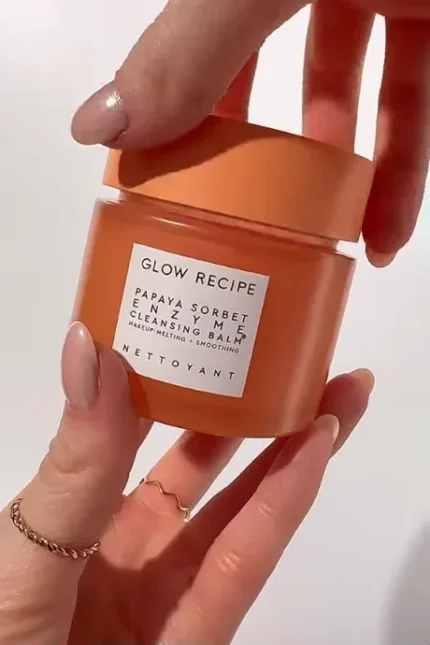 GLOW RECIPE
PAPAYA SORBET
ENZYME
CLEANSING BALM
MAKEUP-MELTING + SMOOTHING
NETTOYANT